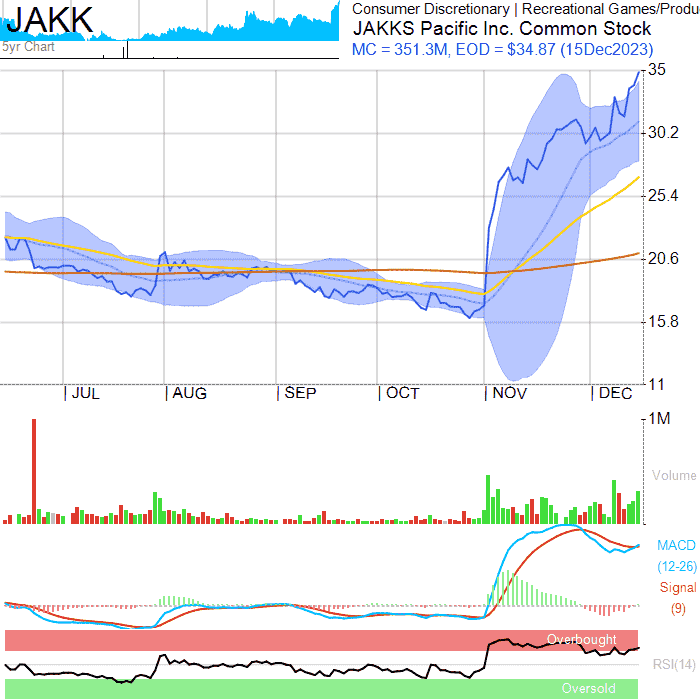 JAKK
5yr Chart
Consumer Discretionary | Recreational Games/Produ
JAKKS Pacific Inc. Common Stock
MC = 351.3M, EOD = $34.87 (15Dec2023)
35
30.2
25.4
20.6
15.8
11
JUL AUG SEP OCT NOV DEC
1M
Volume
MACD
(12-26)
Signal
(9)
Overbought
RSI(14)
Oversold